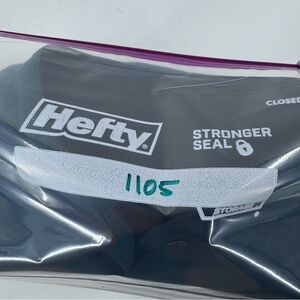 CLOSED
Hefty
STRONGER
SEAL
1105
STORAGE